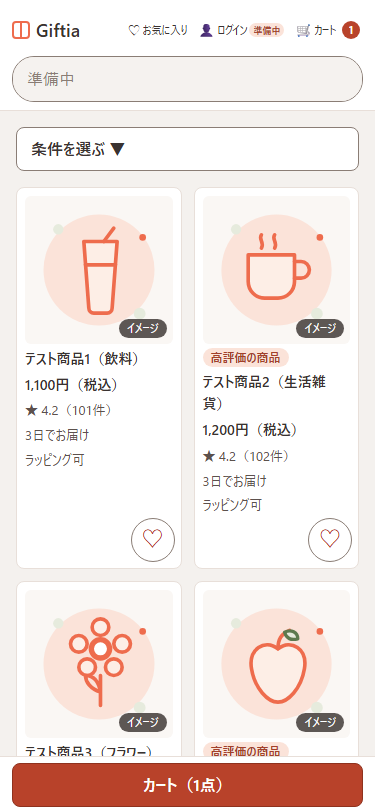 Giftia
♡ お気に入り
ログイン 準備中
カート 1
準備中
条件を選ぶ ▼
イメージ
テスト商品1（飲料）
1,100円（税込）
★ 4.2（101件）
3日でお届け
ラッピング可
♡
イメージ
高評価の商品
テスト商品2（生活雑
貨）
1,200円（税込）
★ 4.2（102件）
3日でお届け
ラッピング可
♡
イメージ
テスト商品3（フラワー）
イメージ
高評価の商品
カート（1点）